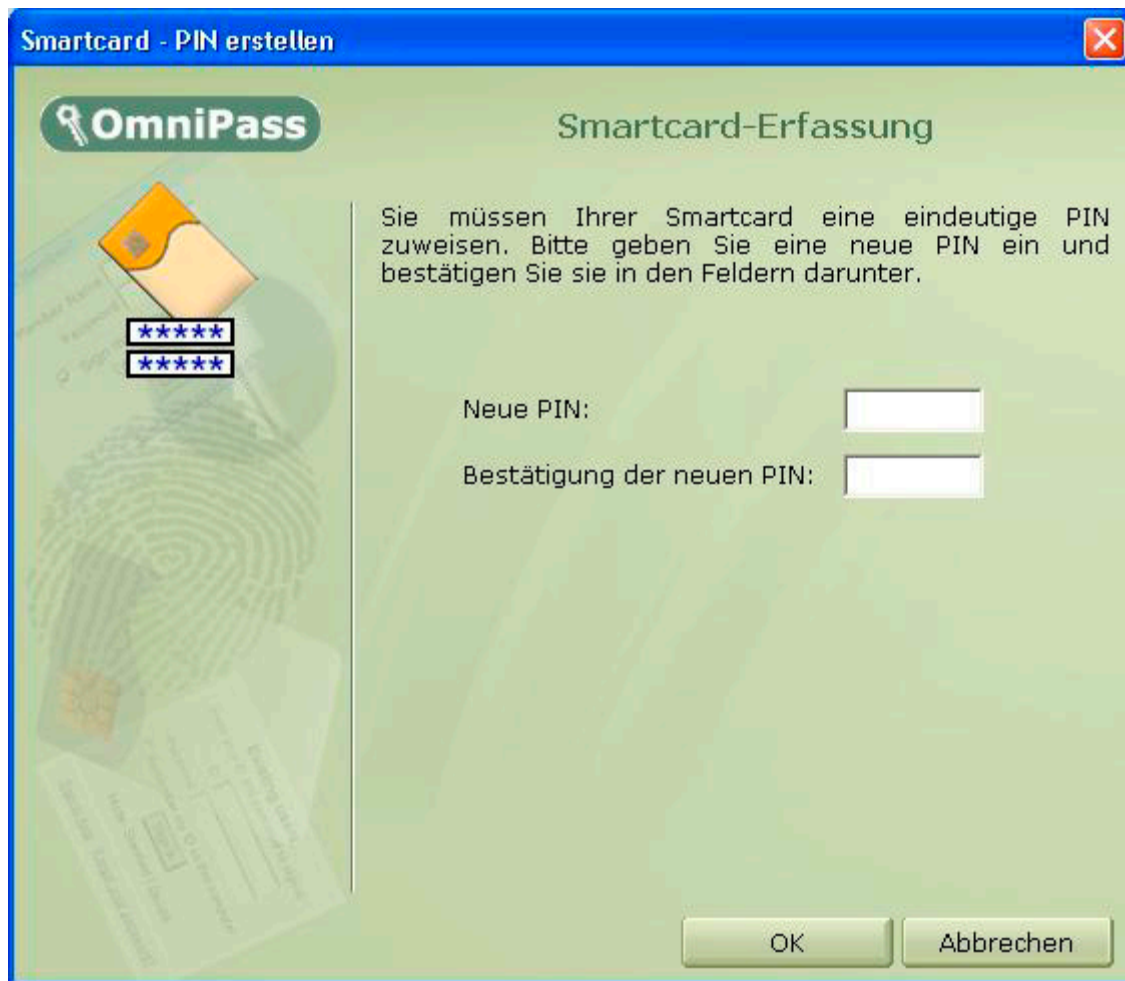 Smartcard - PIN erstellen
OmniPass
Smartcard-Erfassung
Sie müssen Ihrer Smartcard eine eindeutige PIN
zuweisen. Bitte geben Sie eine neue PIN ein und
bestätigen Sie sie in den Feldern darunter.
*****
*****
Neue PIN:
Bestätigung der neuen PIN:
OK
Abbrechen